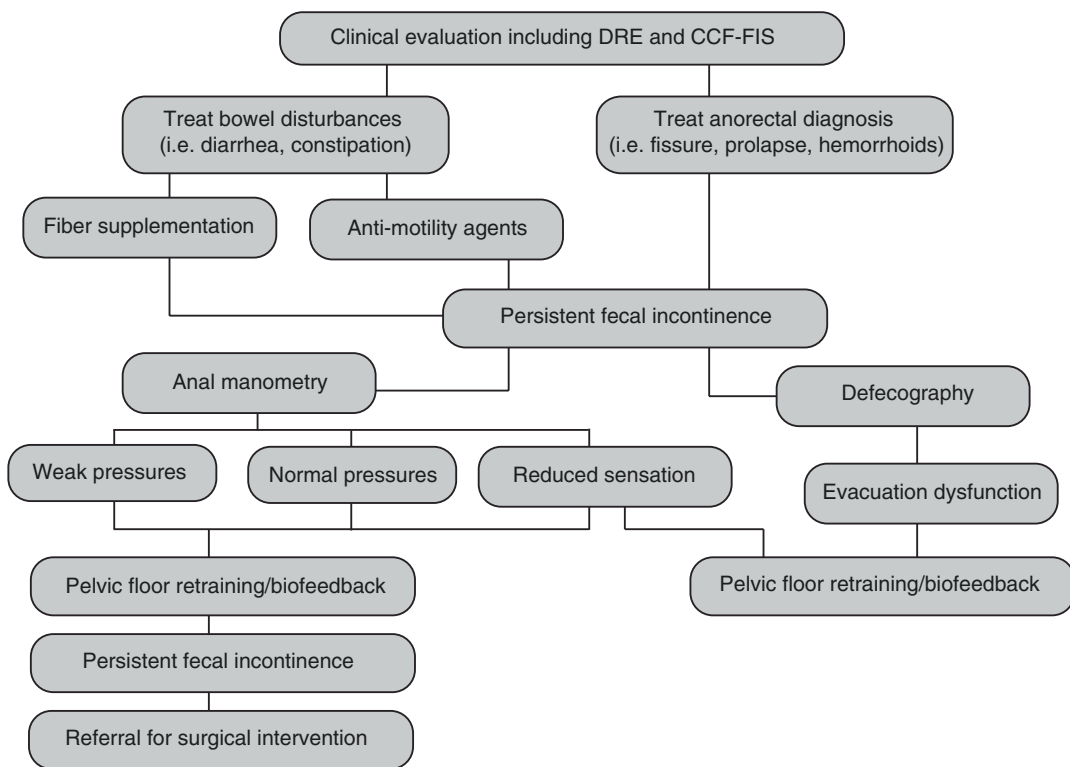 Clinical evaluation including DRE and CCF-FIS
Treat bowel disturbances
(i.e. diarrhea, constipation)
Treat anorectal diagnosis
(i.e. fissure, prolapse, hemorrhoids)
Fiber supplementation
Anti-motility agents
Persistent fecal incontinence
Anal manometry
Defecography
Weak pressures
Normal pressures
Reduced sensation
Evacuation dysfunction
Pelvic floor retraining/biofeedback
Pelvic floor retraining/biofeedback
Persistent fecal incontinence
Referral for surgical intervention